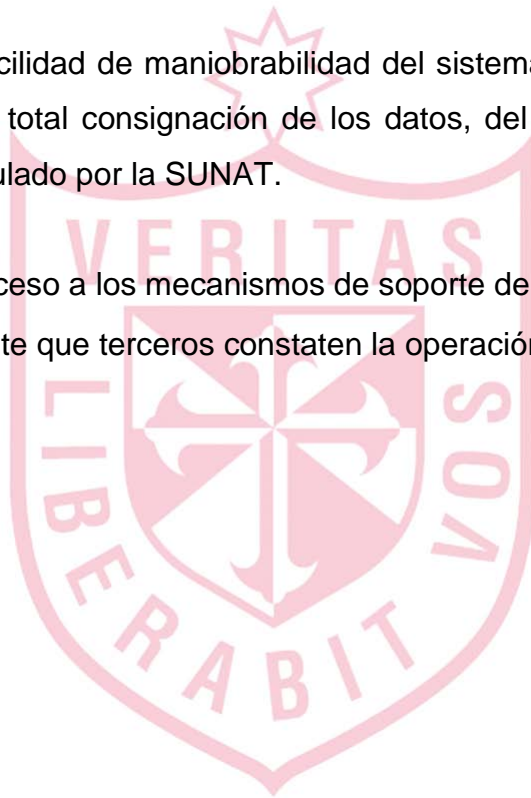 cilidad de maniobrabilidad del sistema
total consignación de los datos, del
ulado por la SUNAT.
VERITAS
ceso a los mecanismos de soporte de
te que terceros constaten la operación
LIBERABIT VOS